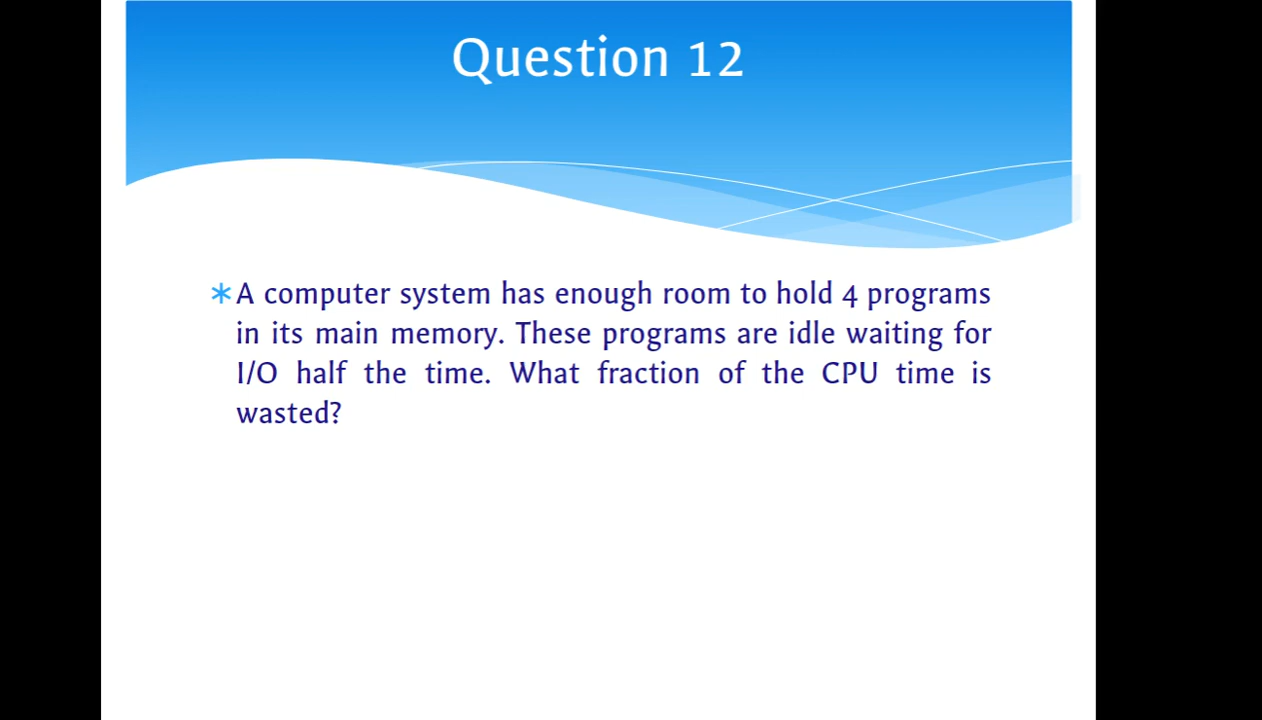 Question 12
*A computer system has enough room to hold 4 programs
in its main memory. These programs are idle waiting for
I/O half the time. What fraction of the CPU time is
wasted?